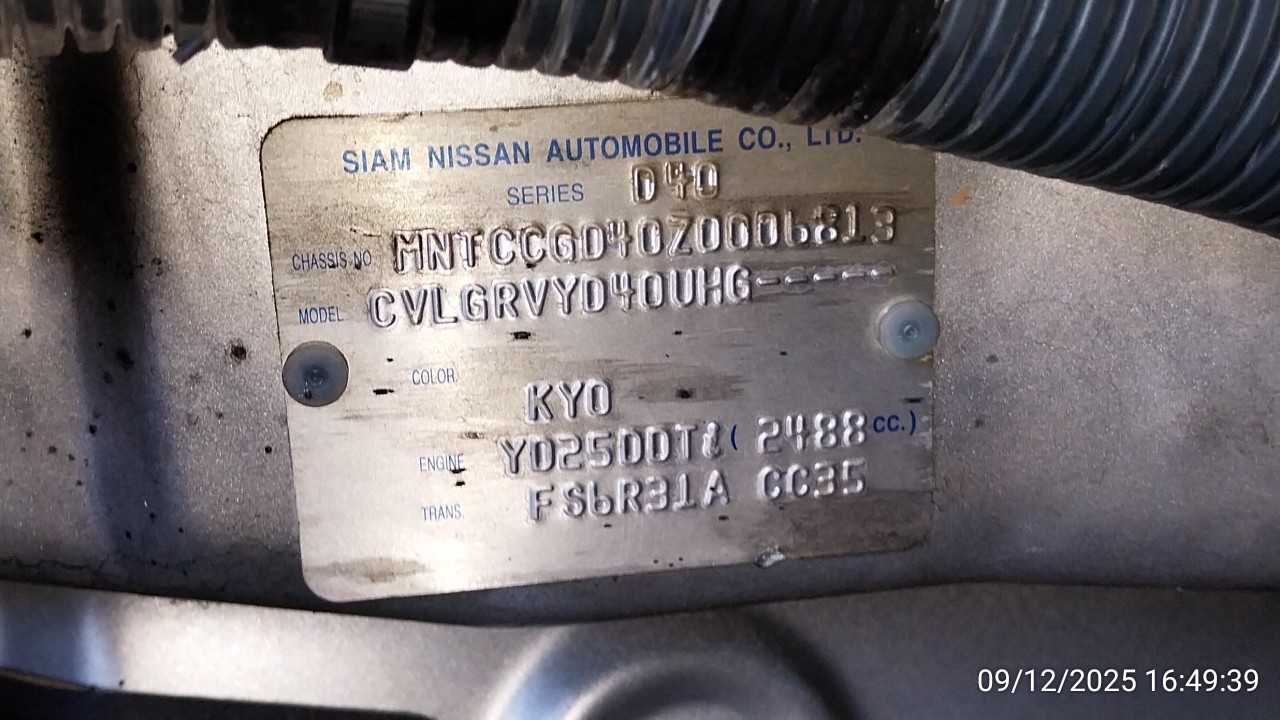 SIAM NISSAN AUTOMOBILE CO., LTD.
SERIES D40
CHASSIS NO. MNTCCGD40Z0006813
MODEL CVLGRVYD40UHG-----
COLOR
KY0
ENGINE YD25DDTi ( 2488 CC.)
TRANS. FS6R31A CC35
09/12/2025 16:49:39